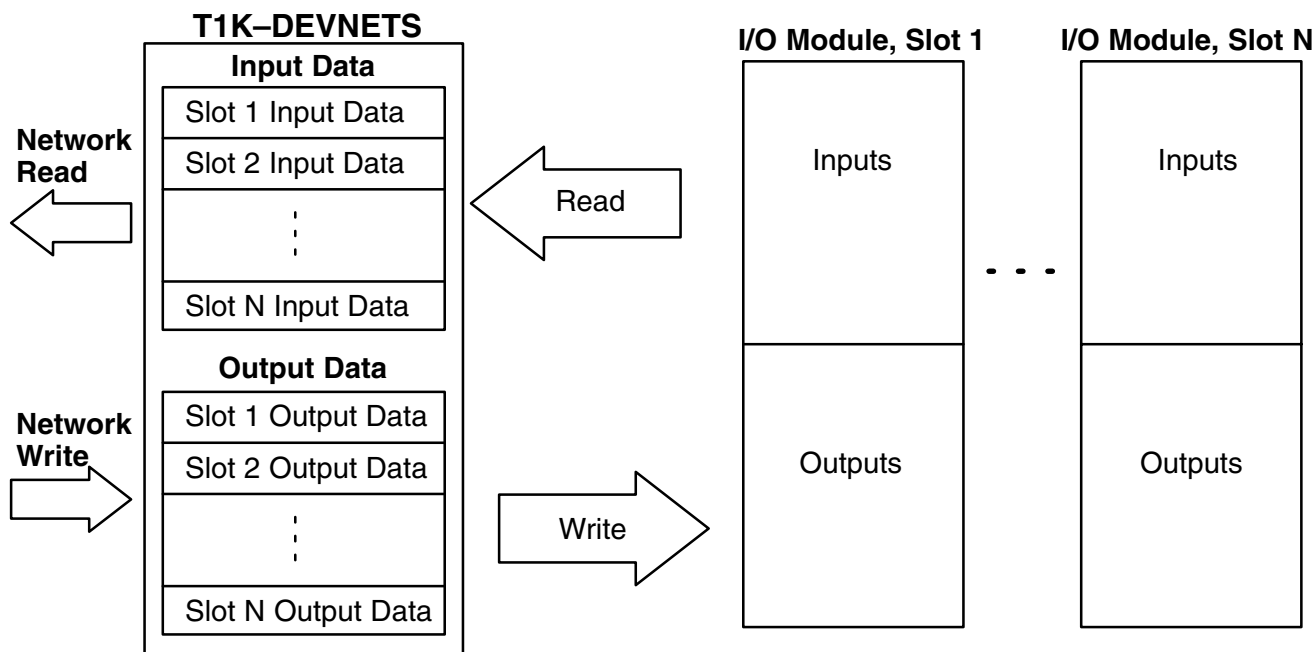 T1K–DEVNETS
Input Data
Slot 1 Input Data
Slot 2 Input Data
Slot N Input Data
Output Data
Slot 1 Output Data
Slot 2 Output Data
Slot N Output Data
Network
Read
Network
Write
Read
Write
I/O Module, Slot 1
Inputs
Outputs
I/O Module, Slot N
Inputs
Outputs